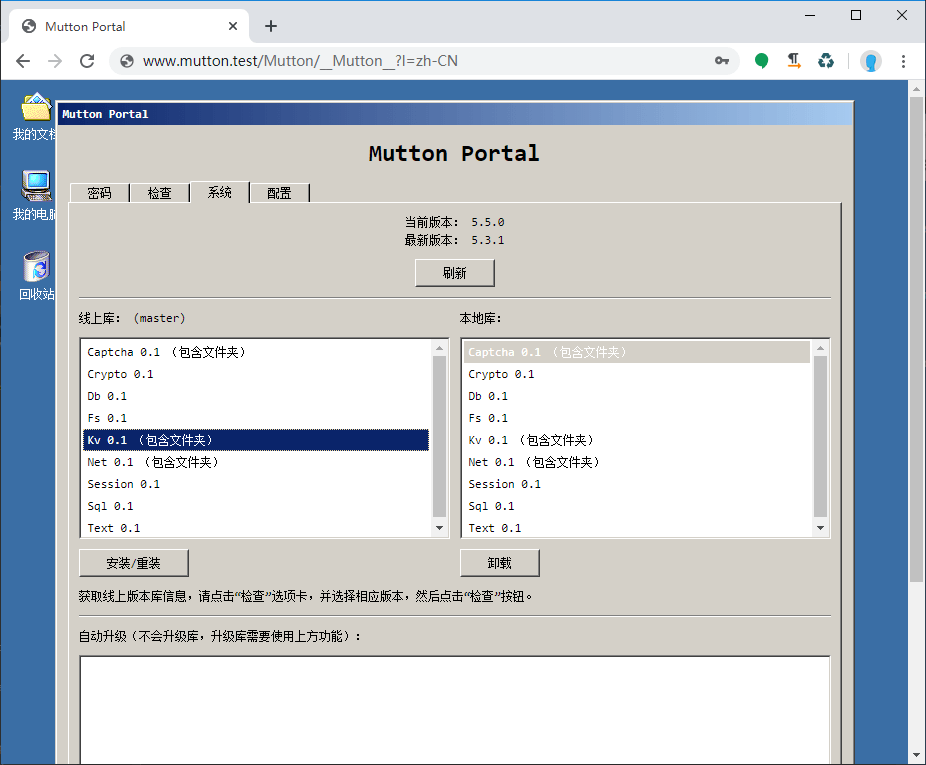 Mutton Portal
www.mutton.test/Mutton/__Mutton__?l=zh-CN
我的文档
我的电脑
回收站
Mutton Portal
Mutton Portal
密码 检查 系统 配置
当前版本： 5.5.0
最新版本： 5.3.1
刷新
线上库：（master） 本地库：
Captcha 0.1 （包含文件夹）
Crypto 0.1
Db 0.1
Fs 0.1
Kv 0.1 （包含文件夹）
Net 0.1 （包含文件夹）
Session 0.1
Sql 0.1
Text 0.1
Captcha 0.1 （包含文件夹）
Crypto 0.1
Db 0.1
Fs 0.1
Kv 0.1 （包含文件夹）
Net 0.1 （包含文件夹）
Session 0.1
Sql 0.1
Text 0.1
安装/重装 卸载
获取线上版本库信息，请点击“检查”选项卡，并选择相应版本，然后点击“检查”按钮。
自动升级（不会升级库，升级库需要使用上方功能）：